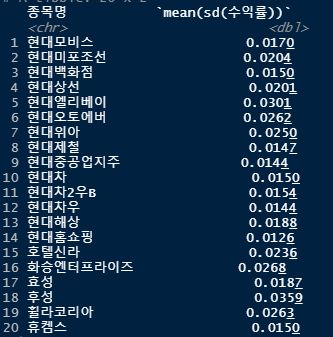 종목명 `mean(sd(수익률))`
<chr> <dbl>
1 현대모비스 0.0170
2 현대미포조선 0.0204
3 현대백화점 0.0150
4 현대상선 0.0201
5 현대엘리베이 0.0301
6 현대오토에버 0.0262
7 현대위아 0.0250
8 현대제철 0.0147
9 현대중공업지주 0.0144
10 현대차 0.0150
11 현대차2우B 0.0154
12 현대차우 0.0144
13 현대해상 0.0188
14 현대홈쇼핑 0.0126
15 호텔신라 0.0236
16 화승엔터프라이즈 0.0268
17 효성 0.0187
18 후성 0.0359
19 휠라코리아 0.0263
20 휴켐스 0.0150